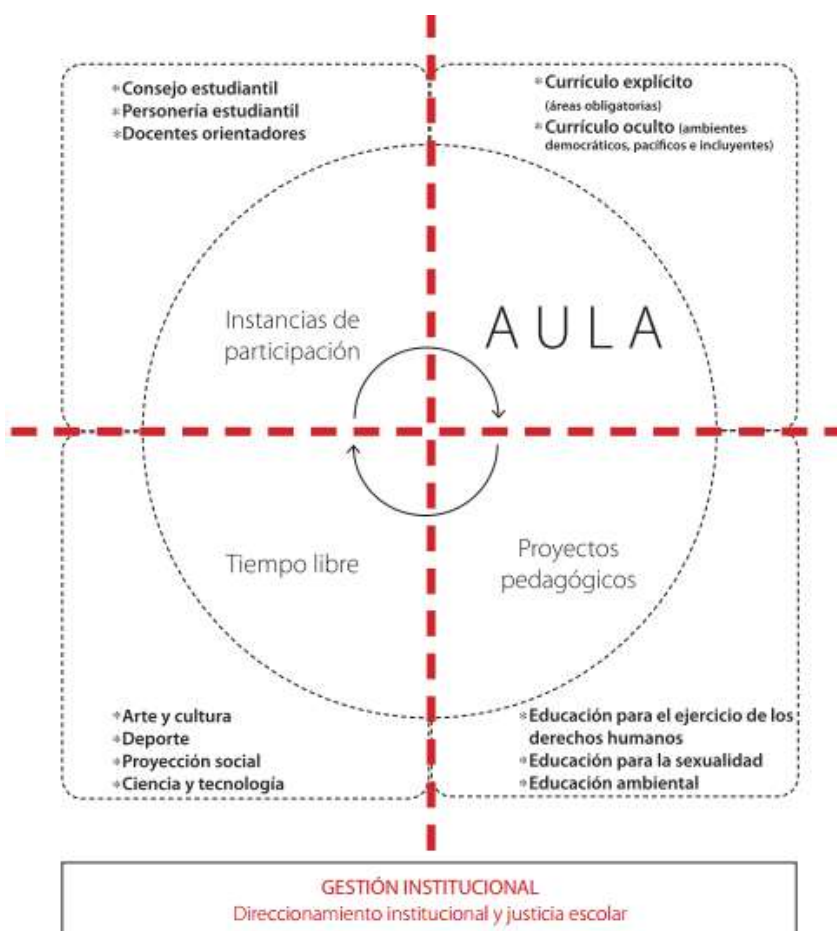 *Consejo estudiantil
*Personería estudiantil
*Docentes orientadores
*Currículo explícito
(áreas obligatorias)
*Currículo oculto (ambientes
democráticos, pacíficos e incluyentes)
Instancias de
participación
AULA
Tiempo libre
Proyectos
pedagógicos
*Arte y cultura
*Deporte
*Proyección social
*Ciencia y tecnología
*Educación para el ejercicio de los
derechos humanos
*Educación para la sexualidad
*Educación ambiental
GESTIÓN INSTITUCIONAL
Direccionamiento institucional y justicia escolar